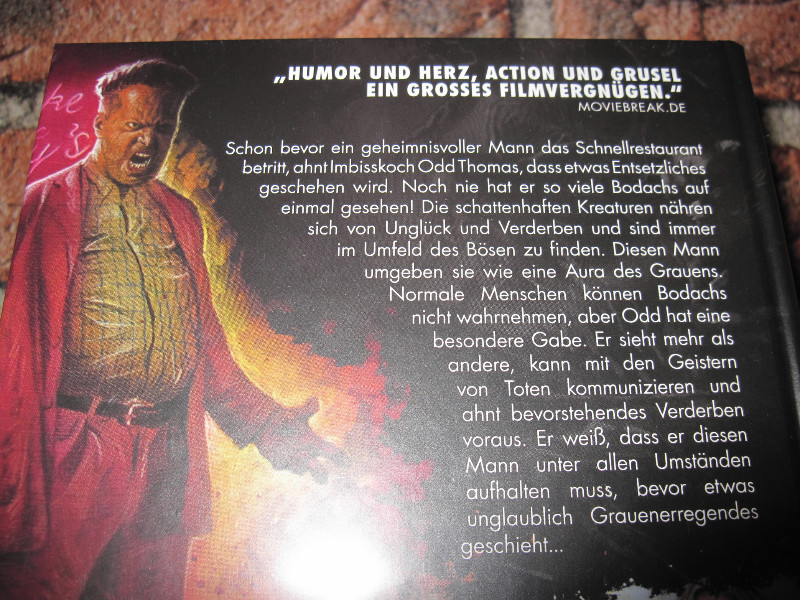 „HUMOR UND HERZ, ACTION UND GRUSEL
EIN GROSSES FILMVERGNÜGEN."
MOVIEBREAK.DE
Schon bevor ein geheimnisvoller Mann das Schnellrestaurant
betritt, ahnt Imbisskoch Odd Thomas, dass etwas Entsetzliches
geschehen wird. Noch nie hat er so viele Bodachs auf
einmal gesehen! Die schattenhaften Kreaturen nähren
sich von Unglück und Verderben und sind immer
im Umfeld des Bösen zu finden. Diesen Mann
umgeben sie wie eine Aura des Grauens.
Normale Menschen können Bodachs
nicht wahrnehmen, aber Odd hat eine
besondere Gabe. Er sieht mehr als
andere, kann mit den Geistern
von Toten kommunizieren und
ahnt bevorstehendes Verderben
voraus. Er weiß, dass er diesen
Mann unter allen Umständen
aufhalten muss, bevor etwas
unglaublich Grauenerregendes
geschieht...